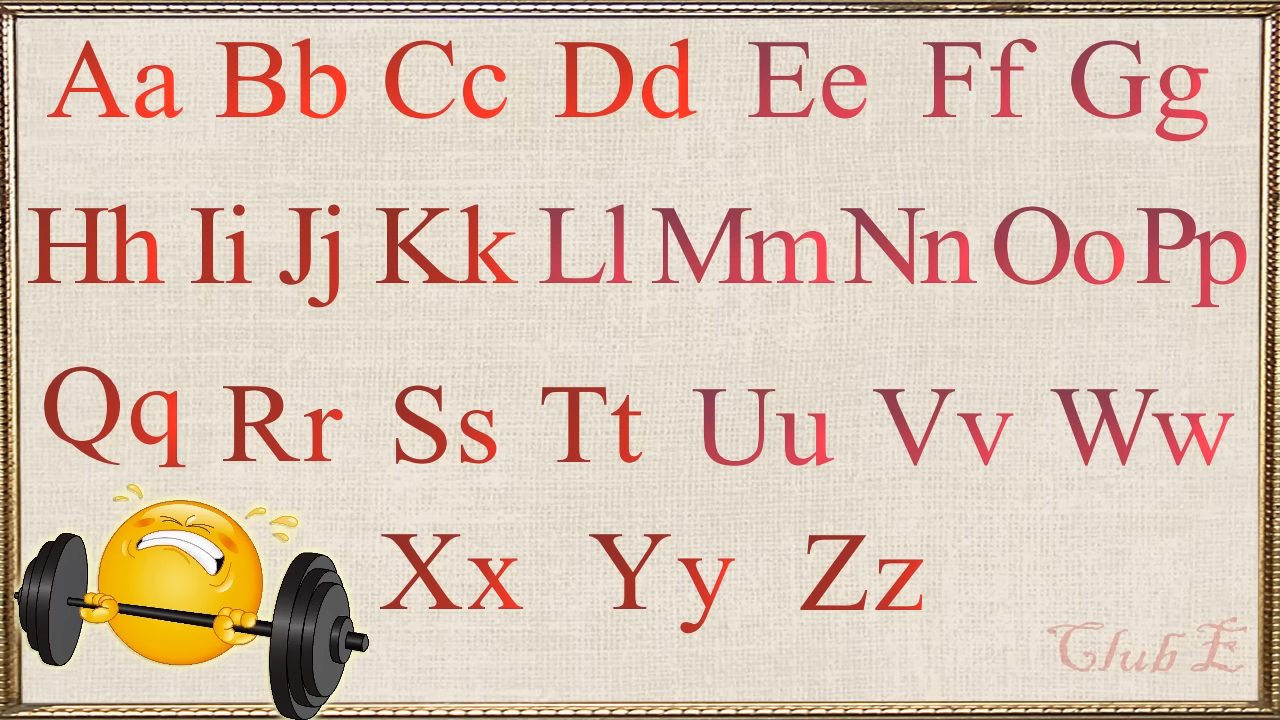 Aa Bb Cc Dd Ee Ff Gg
Hh Ii Jj Kk Ll Mm Nn Oo Pp
Qq Rr Ss Tt Uu Vv Ww
Xx Yy Zz
Club E